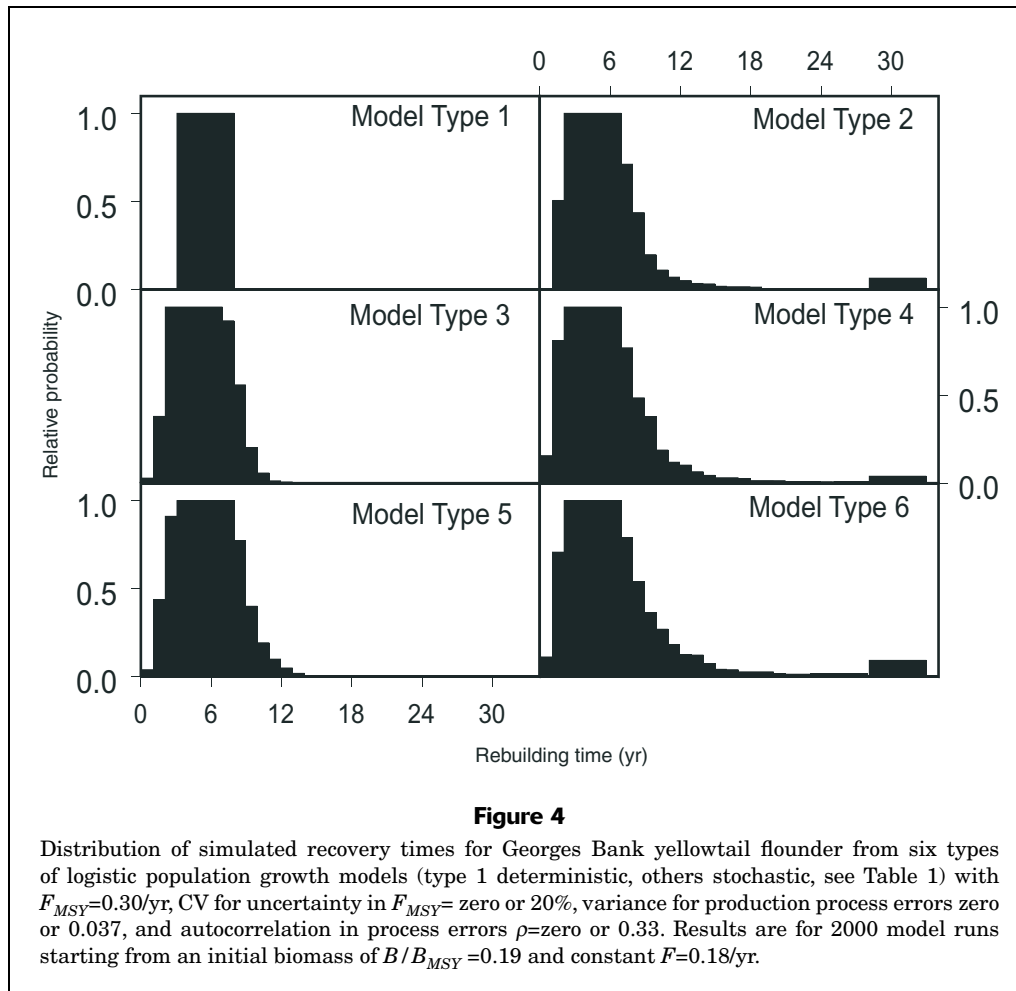 0 6 12 18 24 30
Model Type 1
Model Type 2
1.0
0.5
0.0
Model Type 3
Model Type 4
1.0
0.5
0.0
Relative probability
Model Type 5
Model Type 6
1.0
0.5
0.0
0 6 12 18 24 30
Rebuilding time (yr)
Figure 4
Distribution of simulated recovery times for Georges Bank yellowtail flounder from six types
of logistic population growth models (type 1 deterministic, others stochastic, see Table 1) with
F_MSY=0.30/yr, CV for uncertainty in F_MSY= zero or 20%, variance for production process errors zero
or 0.037, and autocorrelation in process errors ρ=zero or 0.33. Results are for 2000 model runs
starting from an initial biomass of B/B_MSY =0.19 and constant F=0.18/yr.